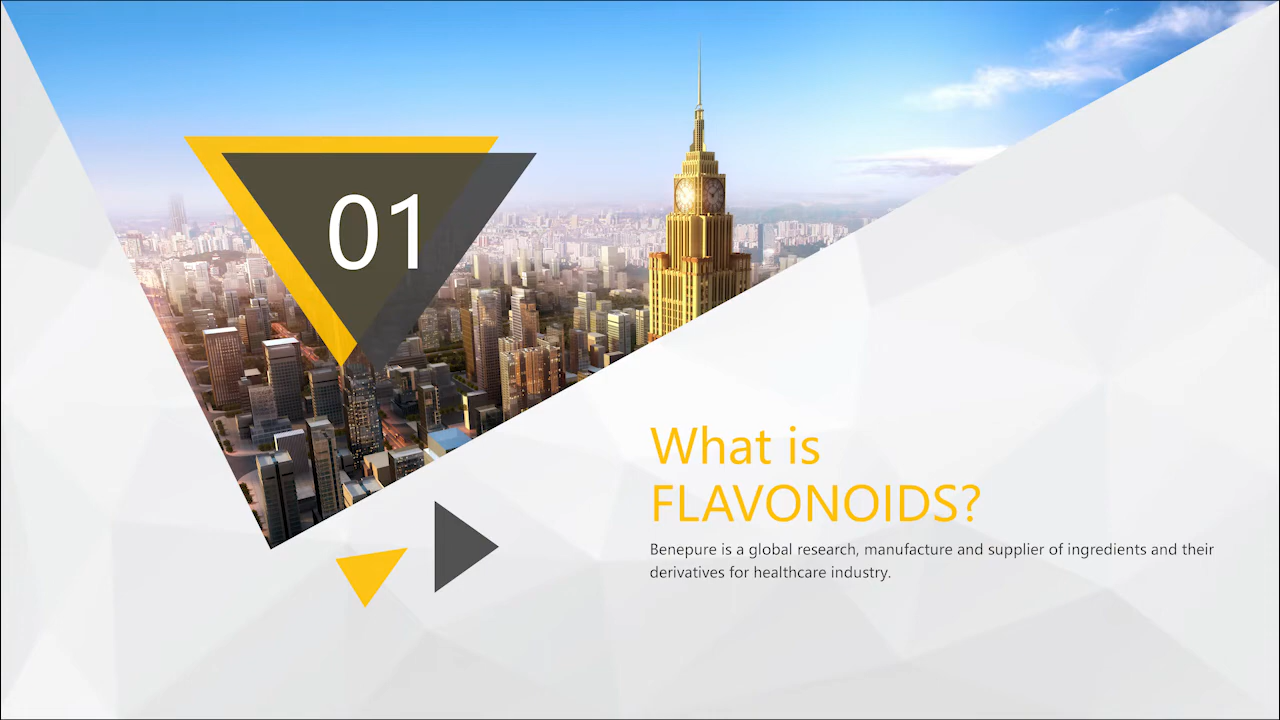 01
What is
FLAVONOIDS?
Benepure is a global research, manufacture and supplier of ingredients and their
derivatives for healthcare industry.